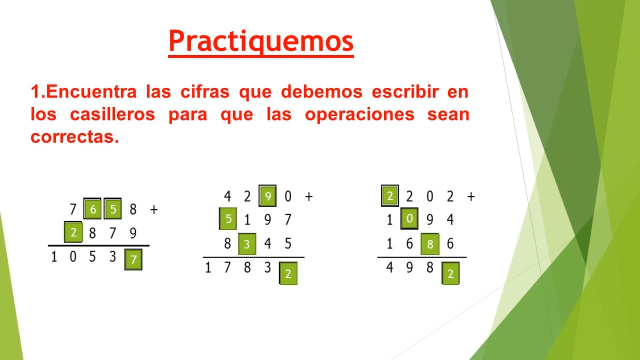 Practiquemos
1.Encuentra las cifras que debemos escribir en
los casilleros para que las operaciones sean
correctas.
7 6 5 8 +
2 8 7 9
1 0 5 3 7
4 2 9 0 +
5 1 9 7
8 3 4 5
1 7 8 3 2
2 2 0 2 +
1 0 9 4
1 6 8 6
4 9 8 2